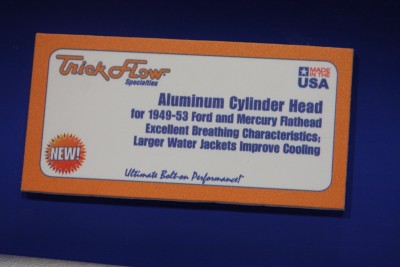 Trick Flow
Specialties
MADE
IN THE
USA
Aluminum Cylinder Head
for 1949-53 Ford and Mercury Flathead
Excellent Breathing Characteristics;
Larger Water Jackets Improve Cooling
NEW!
Ultimate Bolt-on Performance!